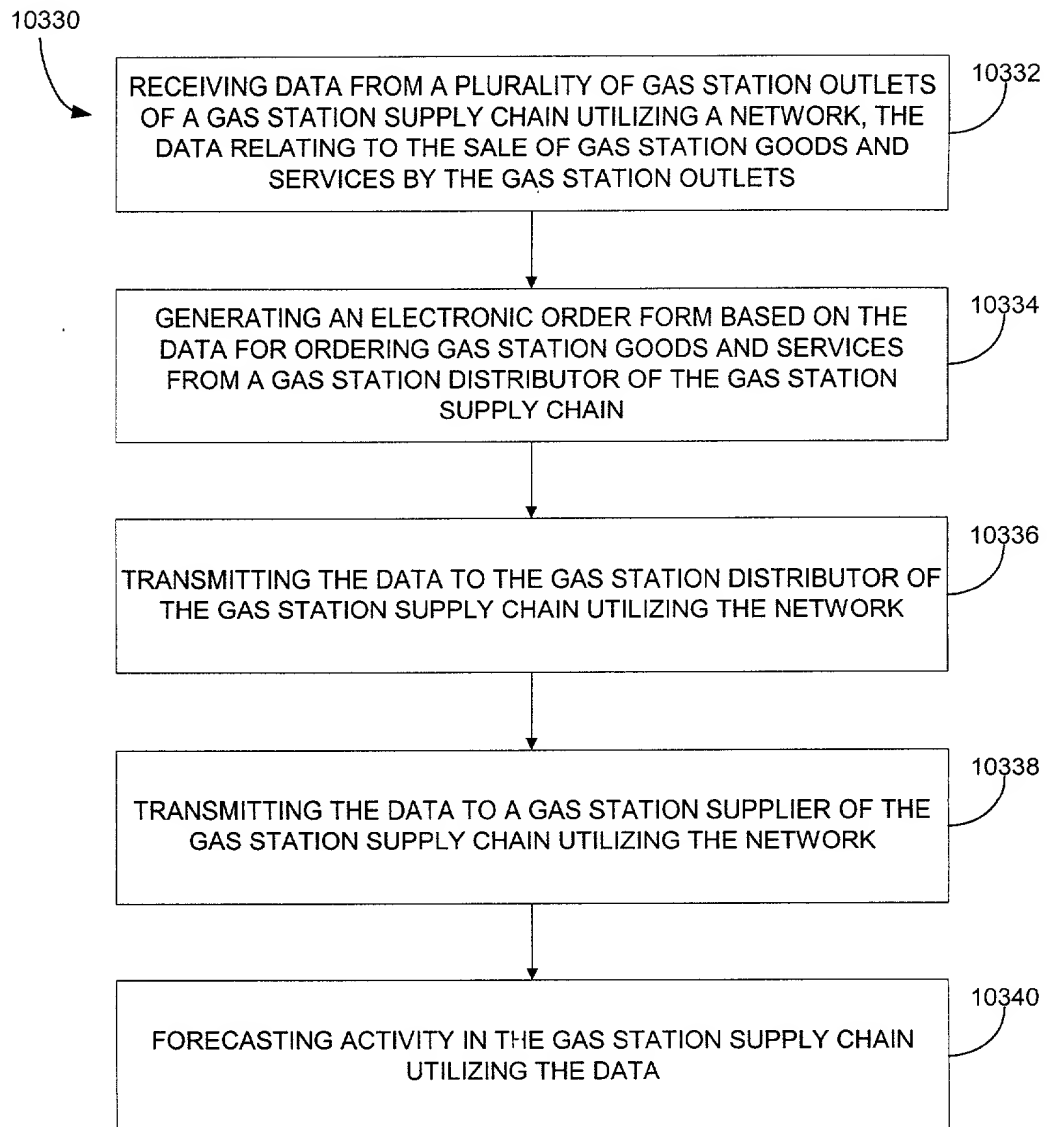 10330
RECEIVING DATA FROM A PLURALITY OF GAS STATION OUTLETS
OF A GAS STATION SUPPLY CHAIN UTILIZING A NETWORK, THE
DATA RELATING TO THE SALE OF GAS STATION GOODS AND
SERVICES BY THE GAS STATION OUTLETS
10332
GENERATING AN ELECTRONIC ORDER FORM BASED ON THE
DATA FOR ORDERING GAS STATION GOODS AND SERVICES
FROM A GAS STATION DISTRIBUTOR OF THE GAS STATION
SUPPLY CHAIN
10334
TRANSMITTING THE DATA TO THE GAS STATION DISTRIBUTOR OF
THE GAS STATION SUPPLY CHAIN UTILIZING THE NETWORK
10336
TRANSMITTING THE DATA TO A GAS STATION SUPPLIER OF THE
GAS STATION SUPPLY CHAIN UTILIZING THE NETWORK
10338
FORECASTING ACTIVITY IN THE GAS STATION SUPPLY CHAIN
UTILIZING THE DATA
10340